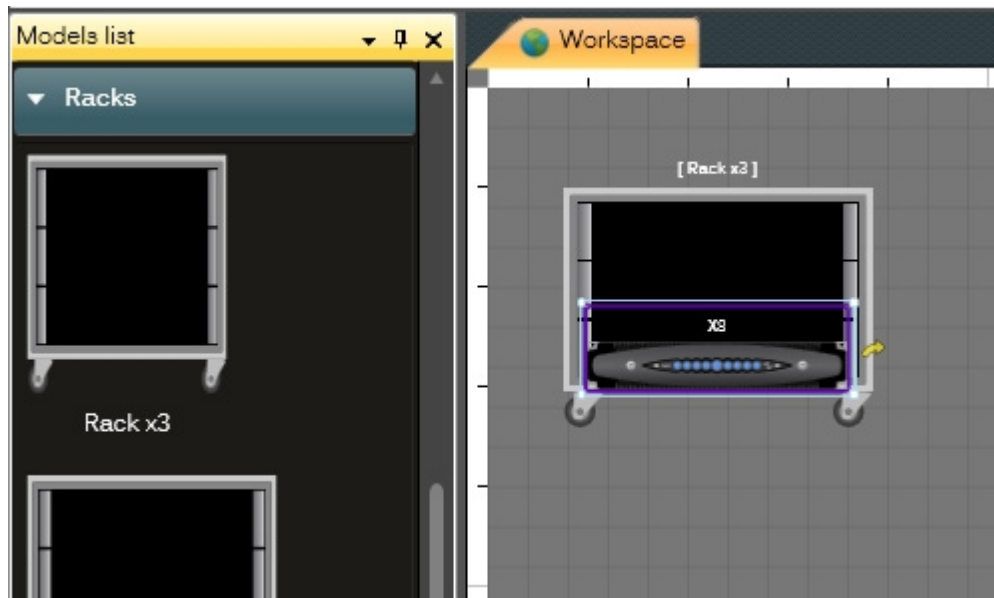 Models list
Workspace
Racks
[ Rack x3 ]
X8
Rack x3